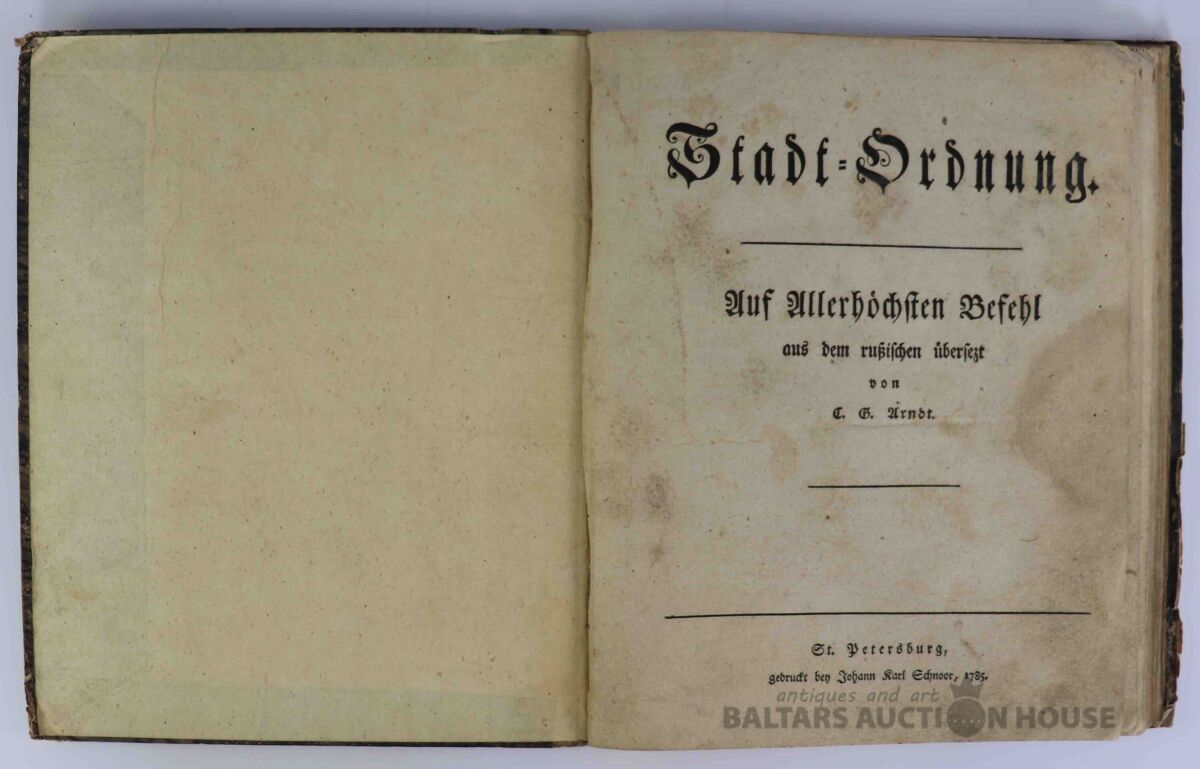 Stadt-Ordnung.
Auf Allerhöchsten Befehl
aus dem rußischen übersezt
von
C. G. Arndt.
St. Petersburg,
gedruckt bey Johann Karl Schnoor, 1785.
antiques and art
BALTARS AUCTION HOUSE